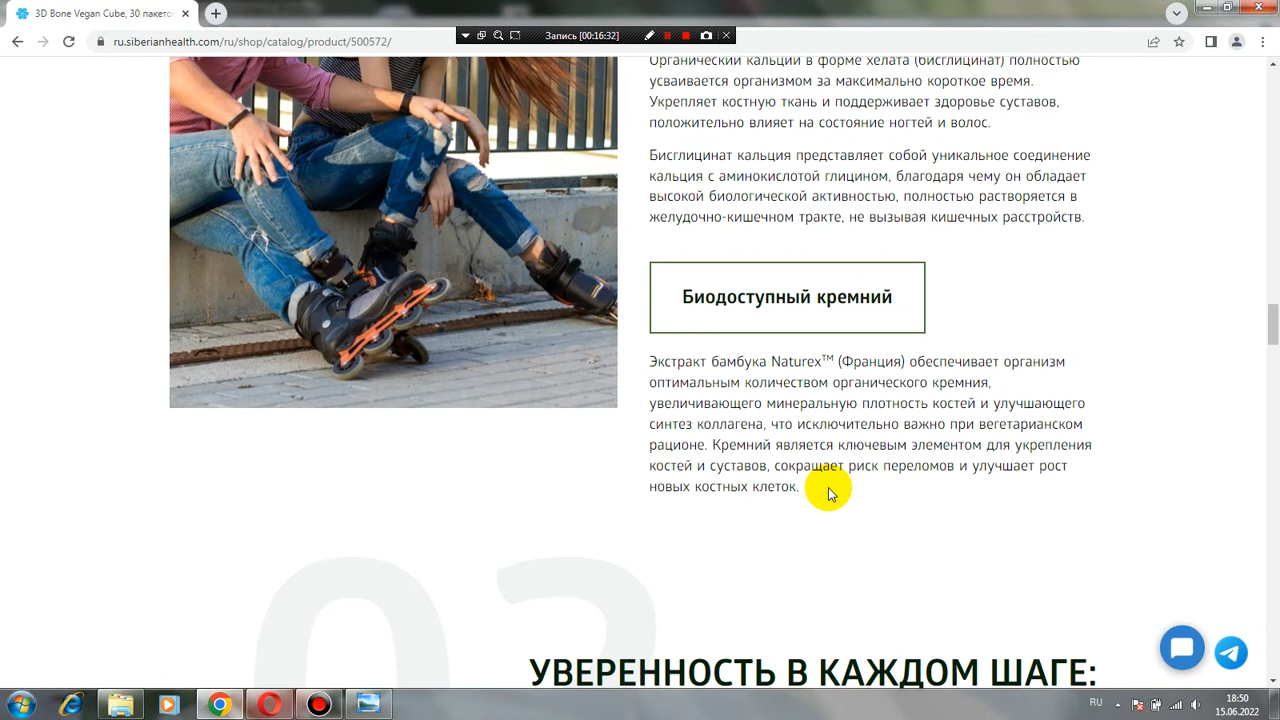 3D Bone Vegan Cube, 30 пакетов
ru.siberianhealth.com/ru/shop/catalog/product/500572/
Запись [00:16:32]
Органический кальций в форме хелата (бисглицинат) полностью
усваивается организмом за максимально короткое время.
Укрепляет костную ткань и поддерживает здоровье суставов,
положительно влияет на состояние ногтей и волос.
Бисглицинат кальция представляет собой уникальное соединение
кальция с аминокислотой глицином, благодаря чему он обладает
высокой биологической активностью, полностью растворяется в
желудочно-кишечном тракте, не вызывая кишечных расстройств.
Биодоступный кремний
Экстракт бамбука Naturex™ (Франция) обеспечивает организм
оптимальным количеством органического кремния,
увеличивающего минеральную плотность костей и улучшающего
синтез коллагена, что исключительно важно при вегетарианском
рационе. Кремний является ключевым элементом для укрепления
костей и суставов, сокращает риск переломов и улучшает рост
новых костных клеток.
УВЕРЕННОСТЬ В КАЖДОМ ШАГЕ:
RU
18:50
15.06.2022